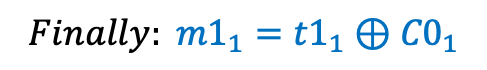 Finally: m1₁ = t1₁ ⊕ C0₁